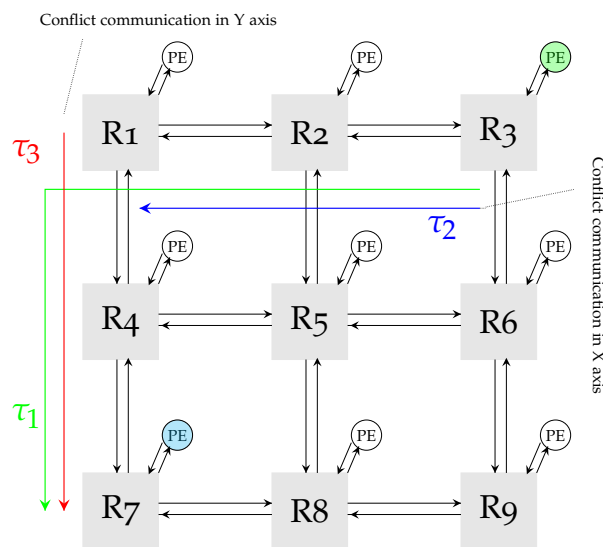 Conflict communication in Y axis
PE
PE
PE
R1
R2
R3
τ3
τ2
Conflict communication in X axis
PE
PE
PE
R4
R5
R6
τ1
PE
PE
PE
R7
R8
R9